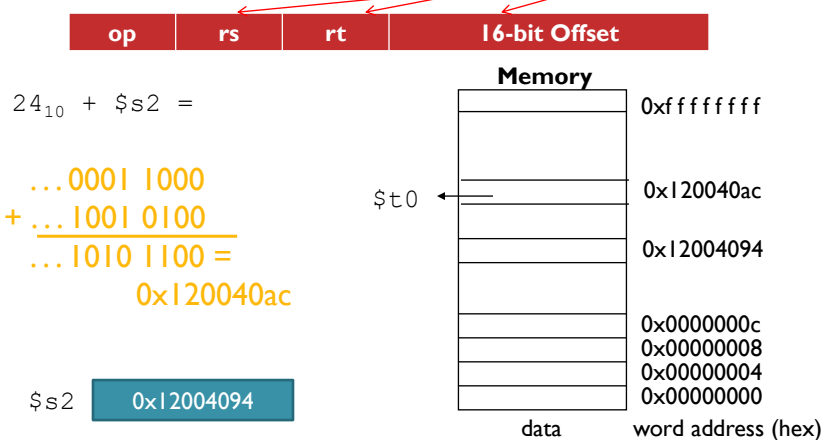 op rs rt 16-bit Offset
Memory
24₁₀ + $s2 =
0xffffffff
...0001 1000
+ ...1001 0100
...1010 1100 =
0x120040ac
$t0
0x120040ac
0x12004094
0x0000000c
0x00000008
0x00000004
0x00000000
$s2 0x12004094
data word address (hex)